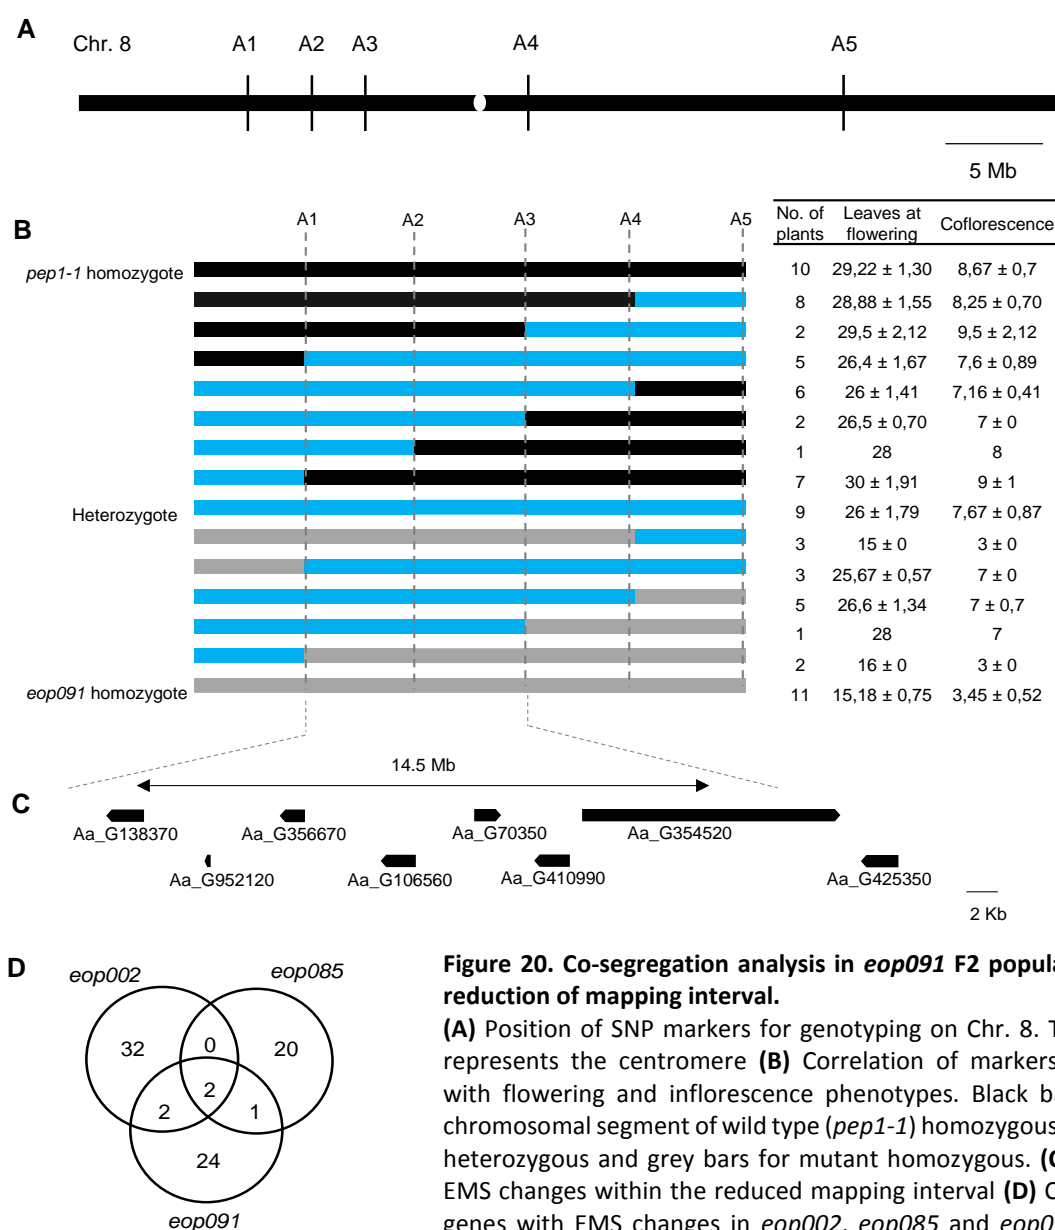 A
Chr. 8 A1 A2 A3 A4 A5
5 Mb
B
A1 A2 A3 A4 A5
No. of plants Leaves at flowering Coflorescence
pep1-1 homozygote 10 29,22 ± 1,30 8,67 ± 0,7
8 28,88 ± 1,55 8,25 ± 0,70
2 29,5 ± 2,12 9,5 ± 2,12
5 26,4 ± 1,67 7,6 ± 0,89
6 26 ± 1,41 7,16 ± 0,41
2 26,5 ± 0,70 7 ± 0
1 28 8
7 30 ± 1,91 9 ± 1
Heterozygote 9 26 ± 1,79 7,67 ± 0,87
3 15 ± 0 3 ± 0
3 25,67 ± 0,57 7 ± 0
5 26,6 ± 1,34 7 ± 0,7
1 28 7
2 16 ± 0 3 ± 0
eop091 homozygote 11 15,18 ± 0,75 3,45 ± 0,52
14.5 Mb
C
Aa_G138370 Aa_G356670 Aa_G70350 Aa_G354520
Aa_G952120 Aa_G106560 Aa_G410990 Aa_G425350
2 Kb
D
eop002 eop085
32 0 20
2
2 1
24
eop091
Figure 20. Co-segregation analysis in eop091 F2 popula
reduction of mapping interval.
(A) Position of SNP markers for genotyping on Chr. 8. T
represents the centromere (B) Correlation of markers
with flowering and inflorescence phenotypes. Black ba
chromosomal segment of wild type (pep1-1) homozygous
heterozygous and grey bars for mutant homozygous. (C
EMS changes within the reduced mapping interval (D) C
genes with EMS changes in eop002, eop085 and eop0